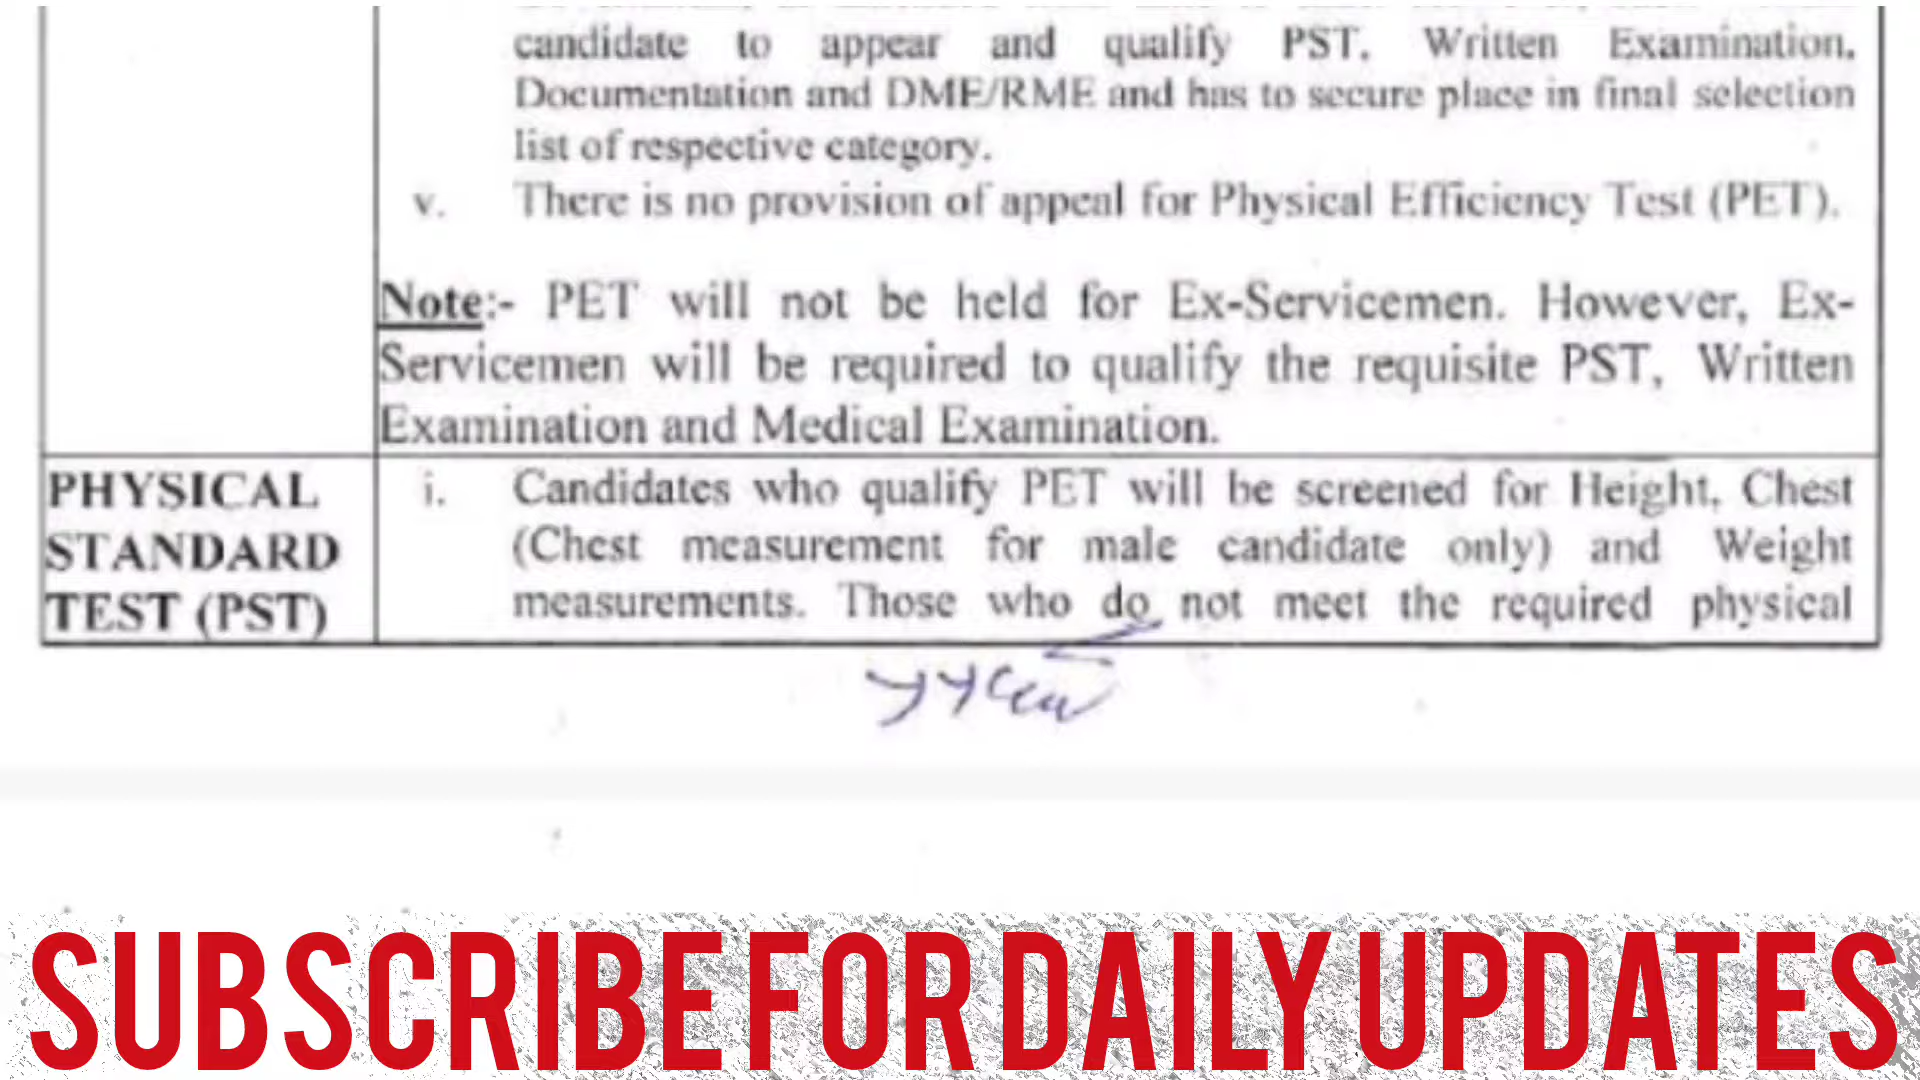 candidate to appear and qualify PST, Written Examination,
Documentation and DME/RME and has to secure place in final selection
list of respective category.
v. There is no provision of appeal for Physical Efficiency Test (PET).
Note:- PET will not be held for Ex-Servicemen. However, Ex-
Servicemen will be required to qualify the requisite PST, Written
Examination and Medical Examination.
PHYSICAL
STANDARD
TEST (PST)
i. Candidates who qualify PET will be screened for Height, Chest
(Chest measurement for male candidate only) and Weight
measurements. Those who do not meet the required physical
SUBSCRIBE FOR DAILY UPDATES